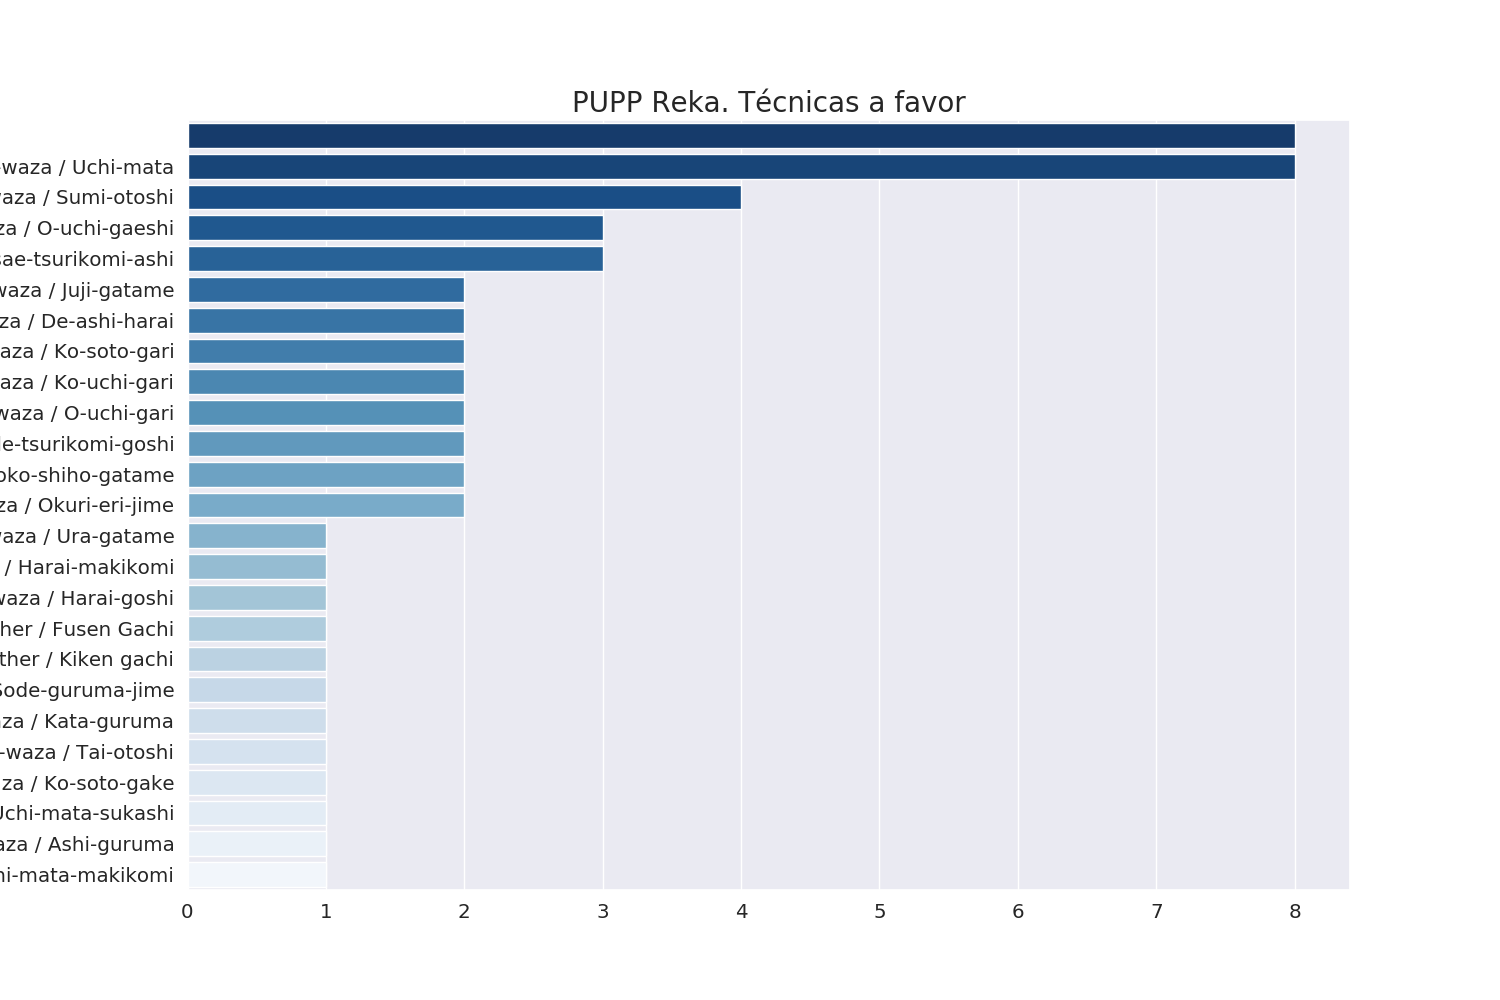 PUPP Reka. Técnicas a favor
-waza / Uchi-mata
waza / Sumi-otoshi
za / O-uchi-gaeshi
sae-tsurikomi-ashi
waza / Juji-gatame
za / De-ashi-harai
aza / Ko-soto-gari
aza / Ko-uchi-gari
waza / O-uchi-gari
de-tsurikomi-goshi
oko-shiho-gatame
za / Okuri-eri-jime
waza / Ura-gatame
/ Harai-makikomi
waza / Harai-goshi
her / Fusen Gachi
ther / Kiken gachi
Sode-guruma-jime
za / Kata-guruma
-waza / Tai-otoshi
za / Ko-soto-gake
Uchi-mata-sukashi
aza / Ashi-guruma
hi-mata-makikomi
0 1 2 3 4 5 6 7 8